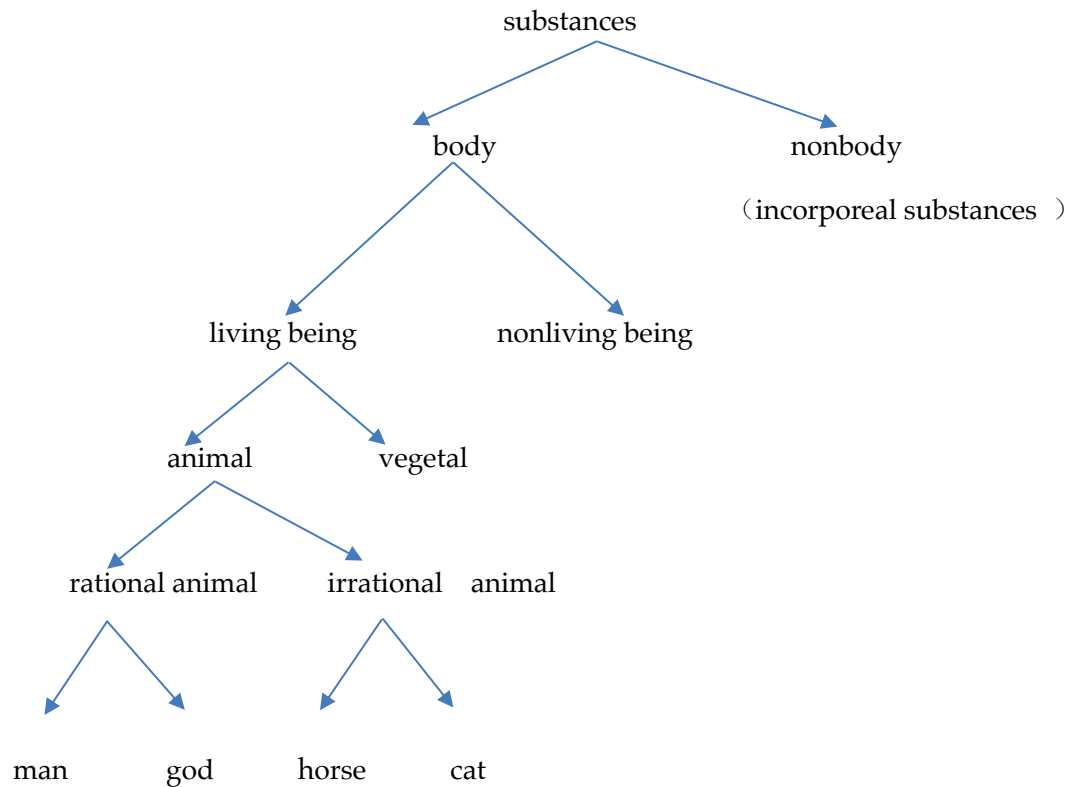 substances
body nonbody
（incorporeal substances ）
living being nonliving being
animal vegetal
rational animal irrational animal
man god horse cat